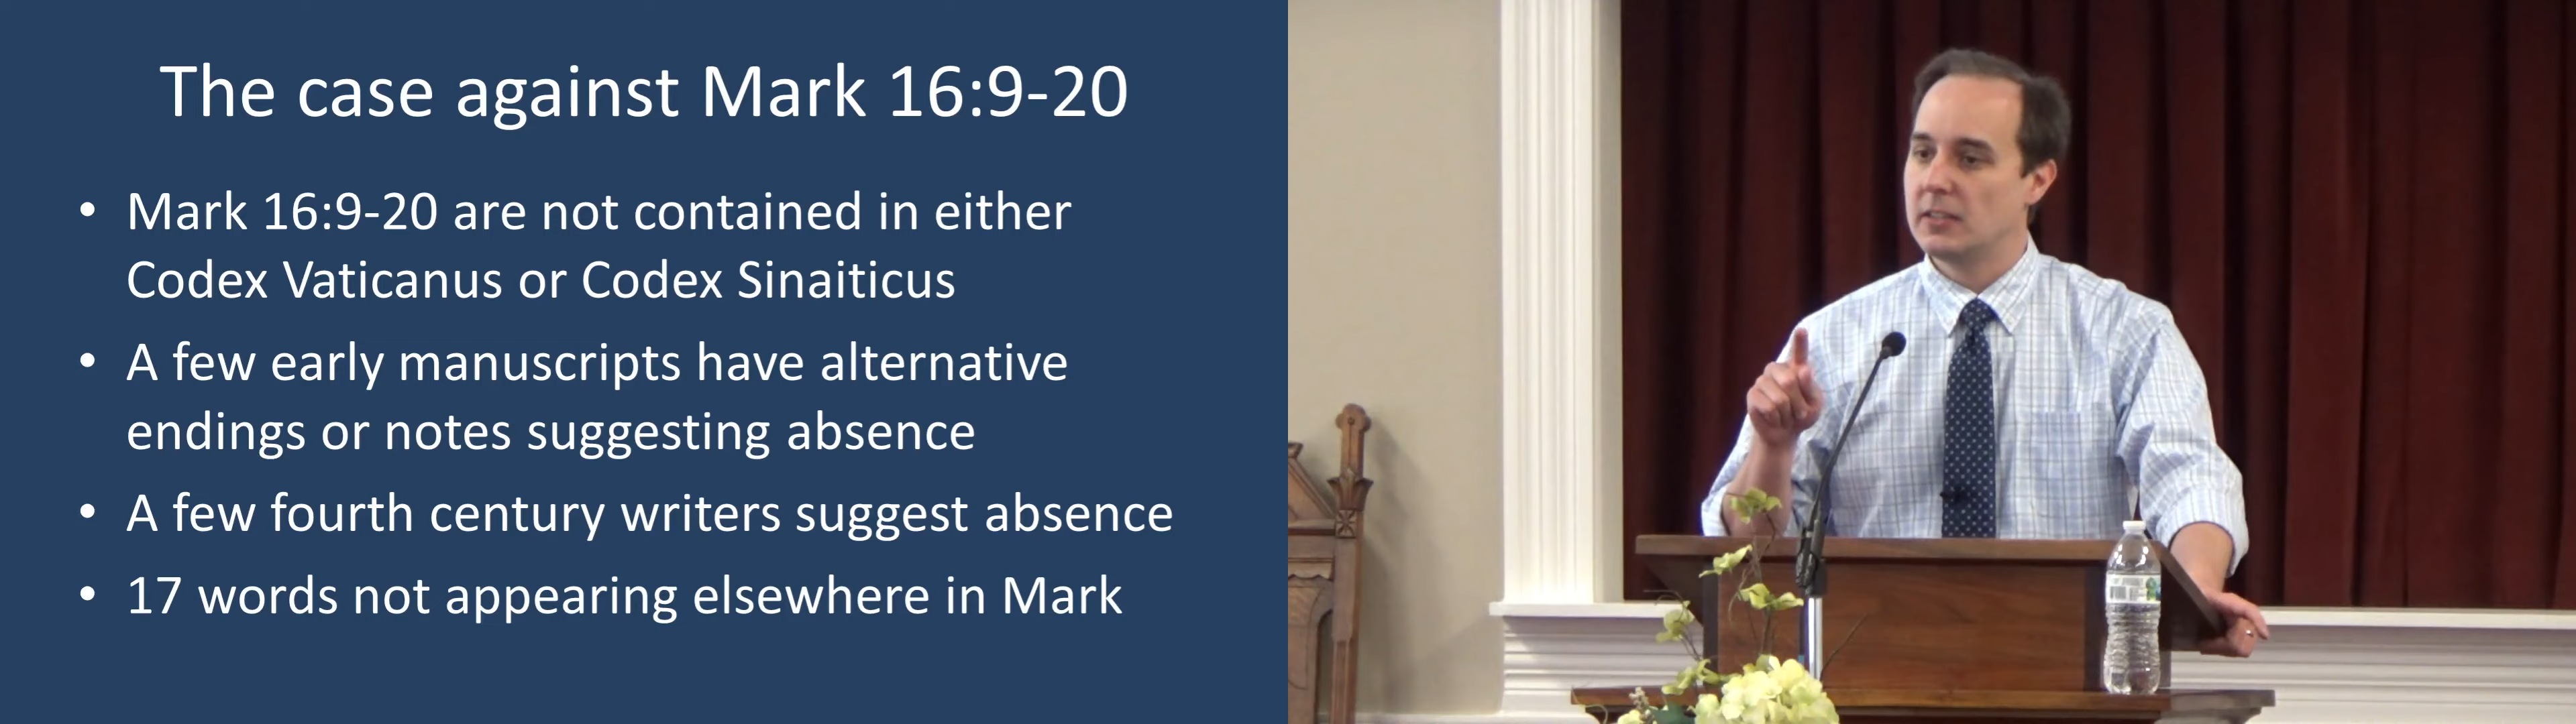 The case against Mark 16:9-20
• Mark 16:9-20 are not contained in either
Codex Vaticanus or Codex Sinaiticus
• A few early manuscripts have alternative
endings or notes suggesting absence
• A few fourth century writers suggest absence
• 17 words not appearing elsewhere in Mark